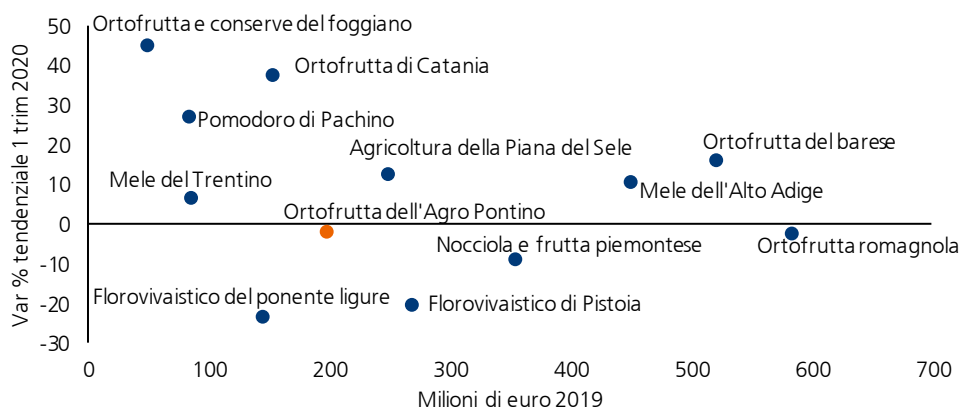 50
Ortofrutta e conserve del foggiano
40
Ortofrutta di Catania
30
Pomodoro di Pachino
20
Agricoltura della Piana del Sele
Ortofrutta del barese
10
Mele del Trentino
Mele dell'Alto Adige
0
Ortofrutta dell'Agro Pontino
-10
Nocciola e frutta piemontese
Ortofrutta romagnola
-20
Florovivaistico del ponente ligure
Florovivaistico di Pistoia
-30
Var % tendenziale 1 trim 2020
0 100 200 300 400 500 600 700
Milioni di euro 2019